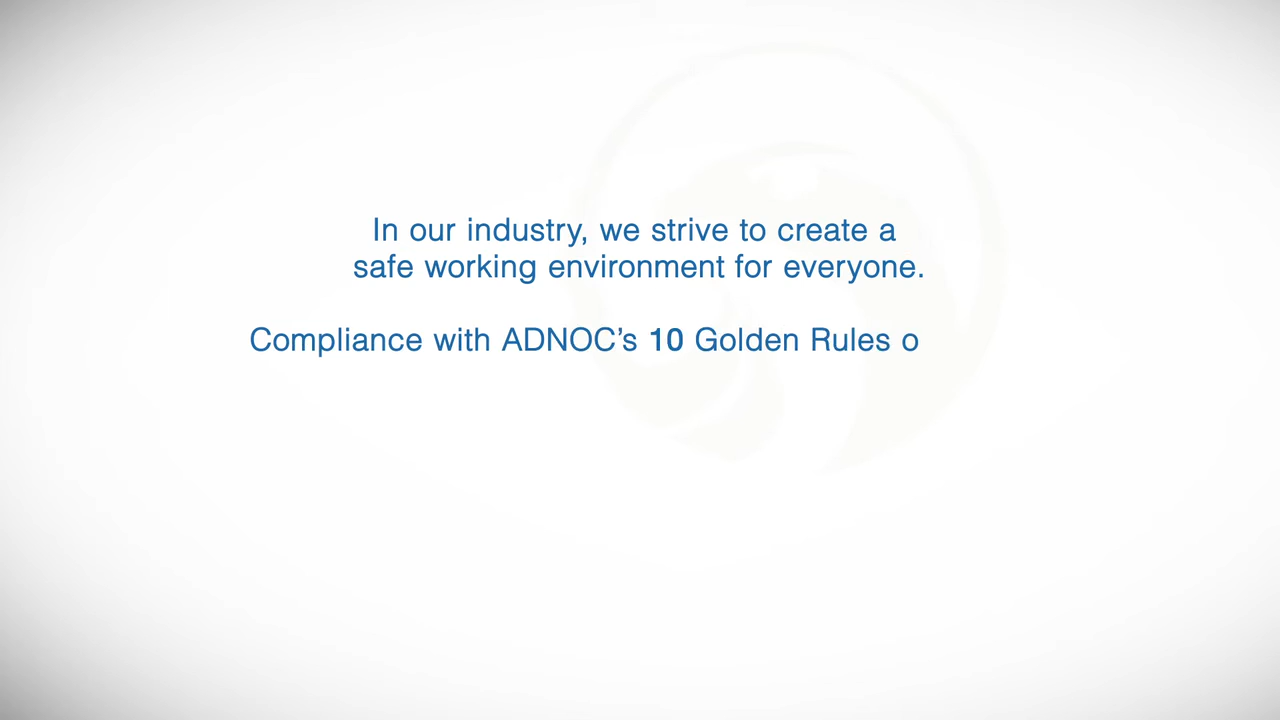 In our industry, we strive to create a
safe working environment for everyone.
Compliance with ADNOC’s 10 Golden Rules o